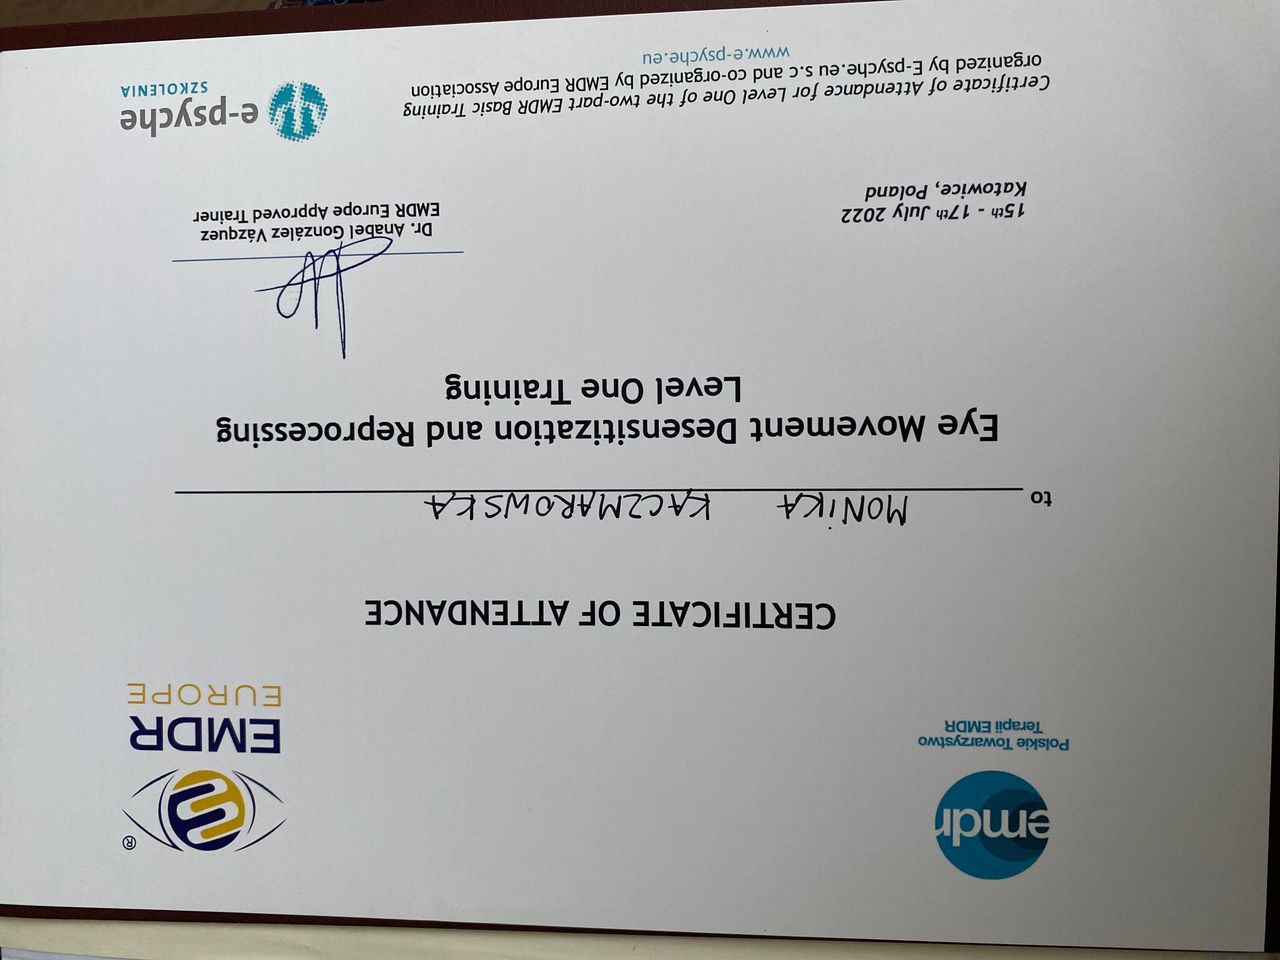 emdr
Polskie Towarzystwo
Terapii EMDR
®
EMDR
EUROPE
CERTIFICATE OF ATTENDANCE
to MONIKA KACZMAROWSKA
Eye Movement Desensitization and Reprocessing
Level One Training
15th - 17th July 2022
Katowice, Poland
Dr. Anabel González Vázquez
EMDR Europe Approved Trainer
Certificate of Attendance for Level One of the two-part EMDR Basic Training
organized by E-psyche.eu s.c and co-organized by EMDR Europe Association
www.e-psyche.eu
e-psyche
SZKOLENIA